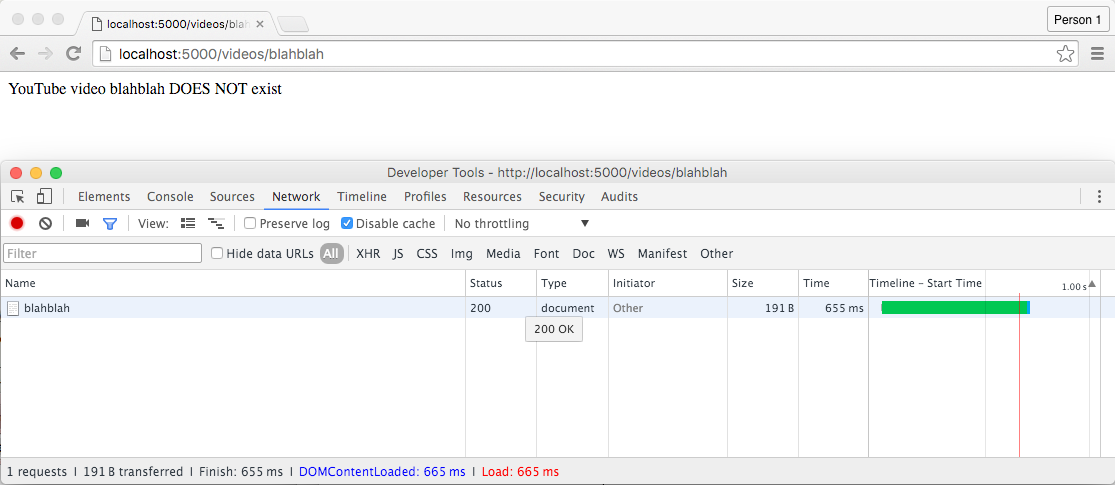 localhost:5000/videos/blah
Person 1
localhost:5000/videos/blahblah
YouTube video blahblah DOES NOT exist
Developer Tools - http://localhost:5000/videos/blahblah
Elements Console Sources Network Timeline Profiles Resources Security Audits
View: Preserve log Disable cache No throttling
Filter Hide data URLs All XHR JS CSS Img Media Font Doc WS Manifest Other
Name Status Type Initiator Size Time Timeline – Start Time 1.00 s
blahblah 200 document Other 191 B 655 ms
200 OK
1 requests | 191 B transferred | Finish: 655 ms | DOMContentLoaded: 665 ms | Load: 665 ms